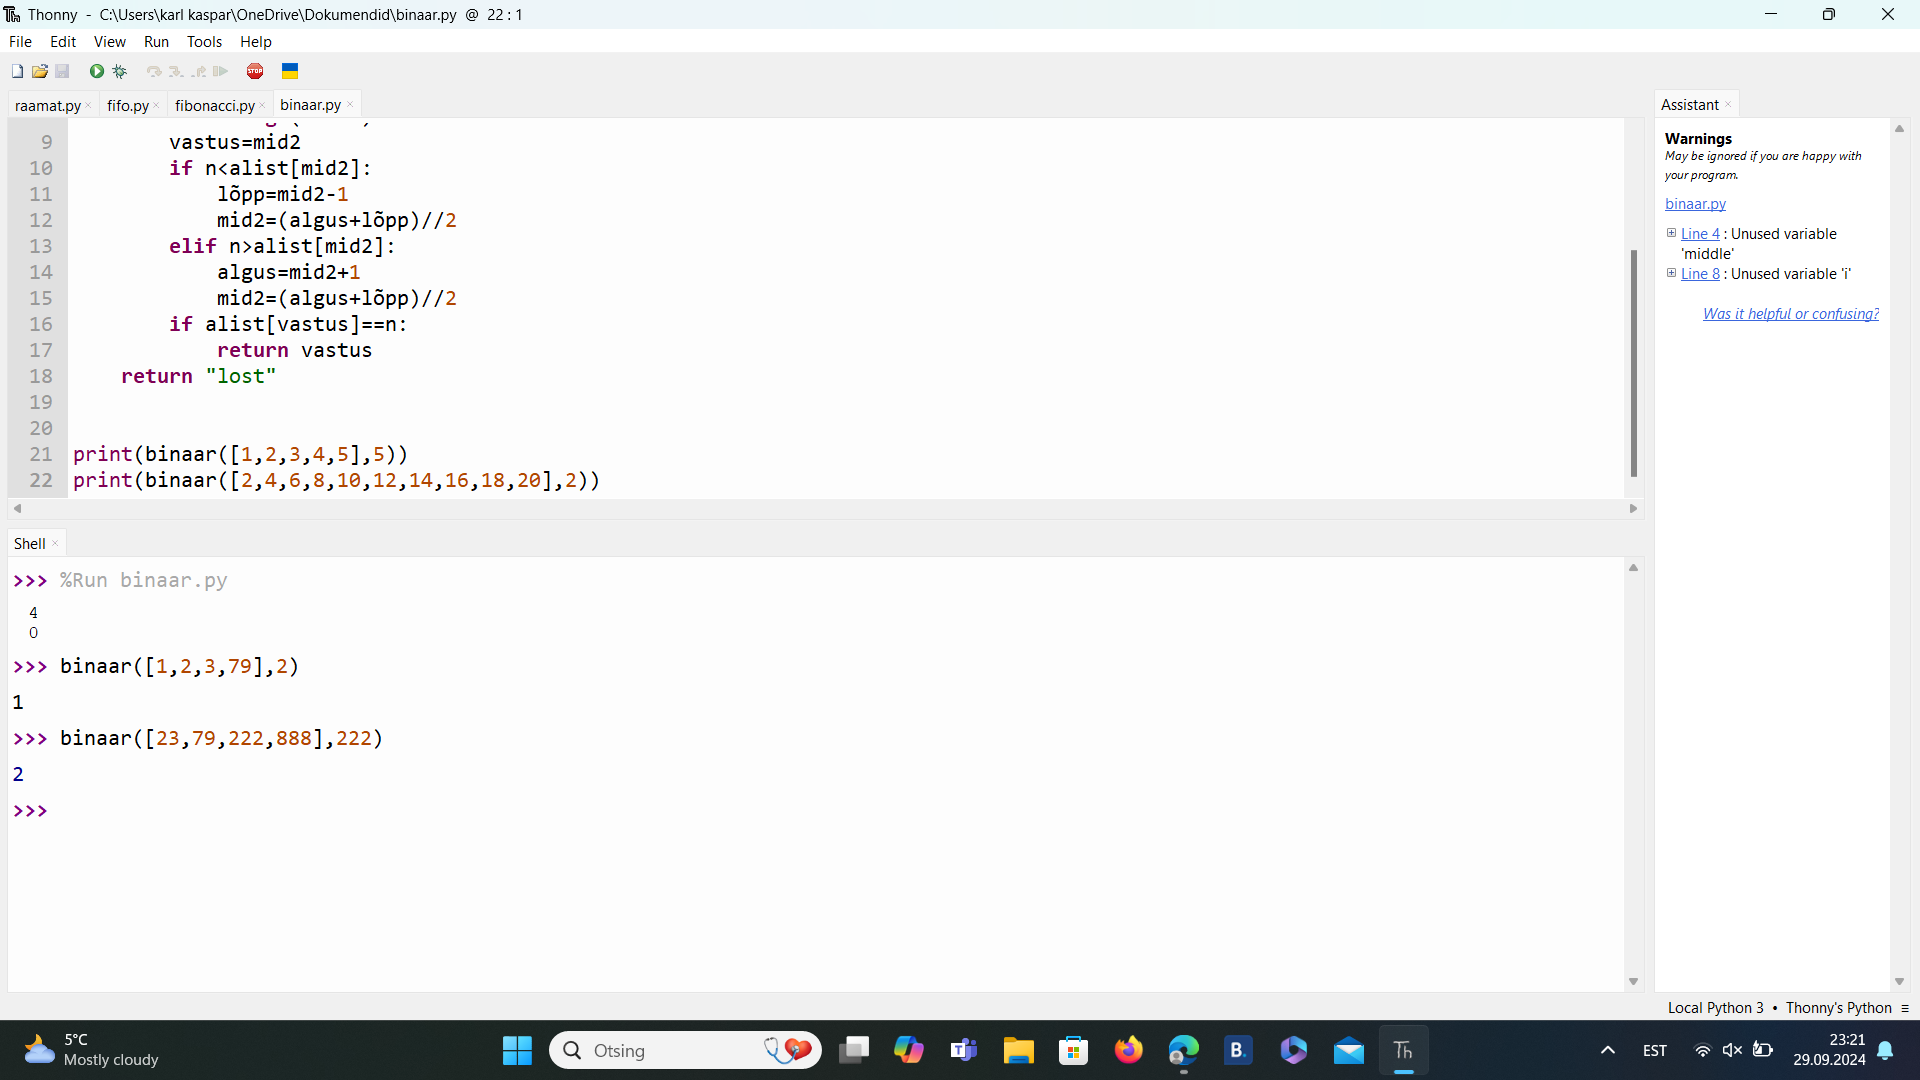 Thonny - C:\Users\karl kaspar\OneDrive\Dokumendid\binaar.py @ 22 : 1
File Edit View Run Tools Help
STOP
raamat.py × fifo.py × fibonacci.py × binaar.py ×
9 vastus=mid2
10 if n<alist[mid2]:
11 lõpp=mid2-1
12 mid2=(algus+lõpp)//2
13 elif n>alist[mid2]:
14 algus=mid2+1
15 mid2=(algus+lõpp)//2
16 if alist[vastus]==n:
17 return vastus
18 return "lost"
19
20
21 print(binaar([1,2,3,4,5],5))
22 print(binaar([2,4,6,8,10,12,14,16,18,20],2))
Shell ×
>>> %Run binaar.py
4
0
>>> binaar([1,2,3,79],2)
1
>>> binaar([23,79,222,888],222)
2
>>>
Assistant ×
Warnings
May be ignored if you are happy with
your program.
binaar.py
Line 4 : Unused variable
'middle'
Line 8 : Unused variable 'i'
Was it helpful or confusing?
Local Python 3 • Thonny's Python ≡
5°C
Mostly cloudy
Otsing
B.
Th
EST
23:21
29.09.2024